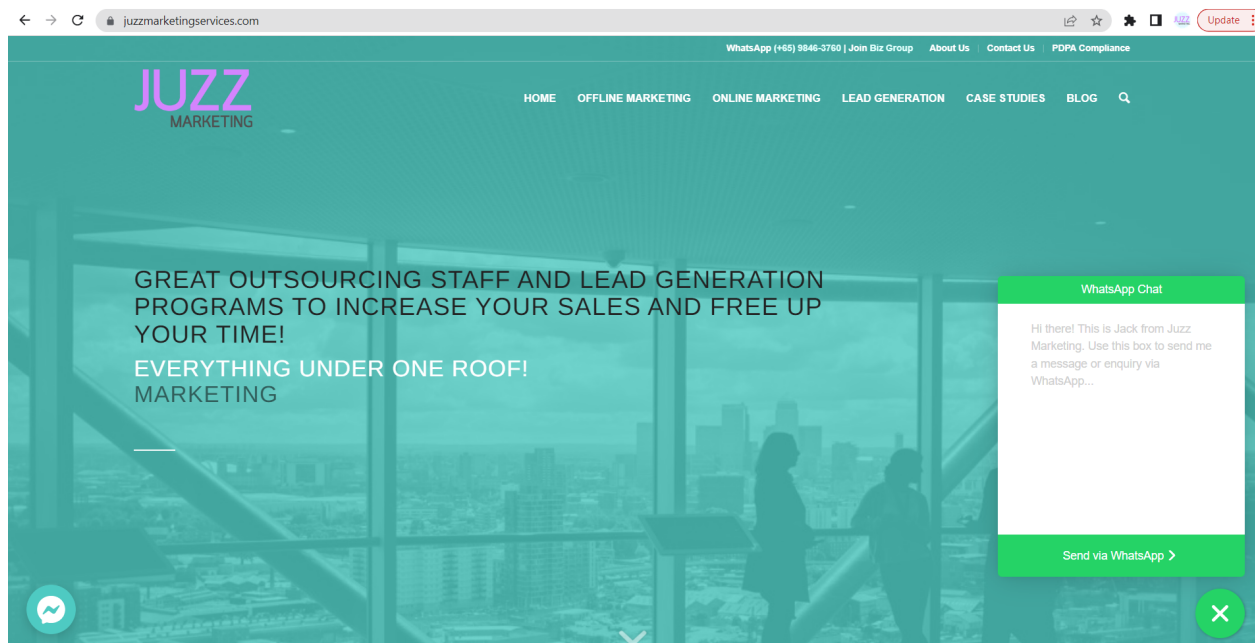 juzzmarketingservices.com
Update
WhatsApp (+65) 9846-3760 | Join Biz Group About Us Contact Us PDPA Compliance
JUZZ
MARKETING
HOME OFFLINE MARKETING ONLINE MARKETING LEAD GENERATION CASE STUDIES BLOG
GREAT OUTSOURCING STAFF AND LEAD GENERATION
PROGRAMS TO INCREASE YOUR SALES AND FREE UP
YOUR TIME!
EVERYTHING UNDER ONE ROOF!
MARKETING
WhatsApp Chat
Hi there! This is Jack from Juzz
Marketing. Use this box to send me
a message or enquiry via
WhatsApp...
Send via WhatsApp